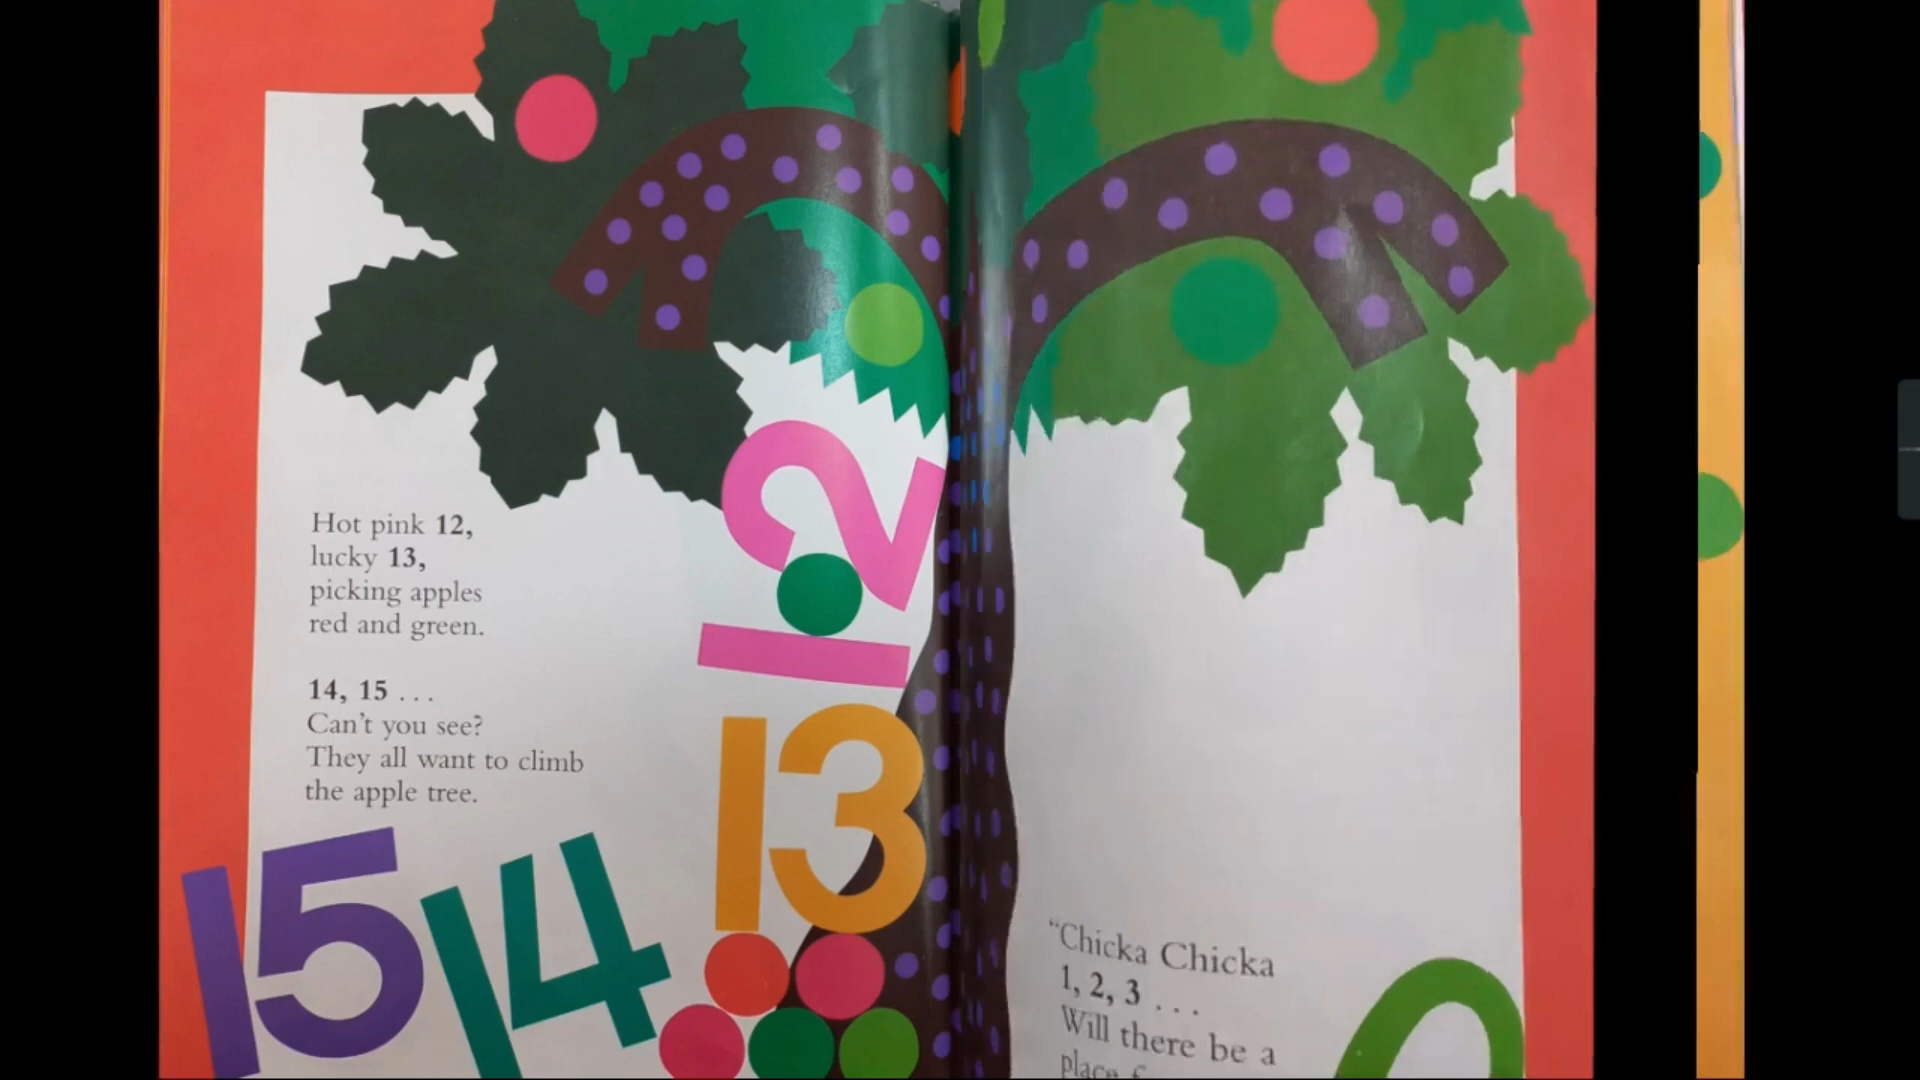 Hot pink 12,
lucky 13,
picking apples
red and green.
14, 15 . . .
Can't you see?
They all want to climb
the apple tree.
12
13
15
14
"Chicka Chicka
1, 2, 3 . . .
Will there be a
place